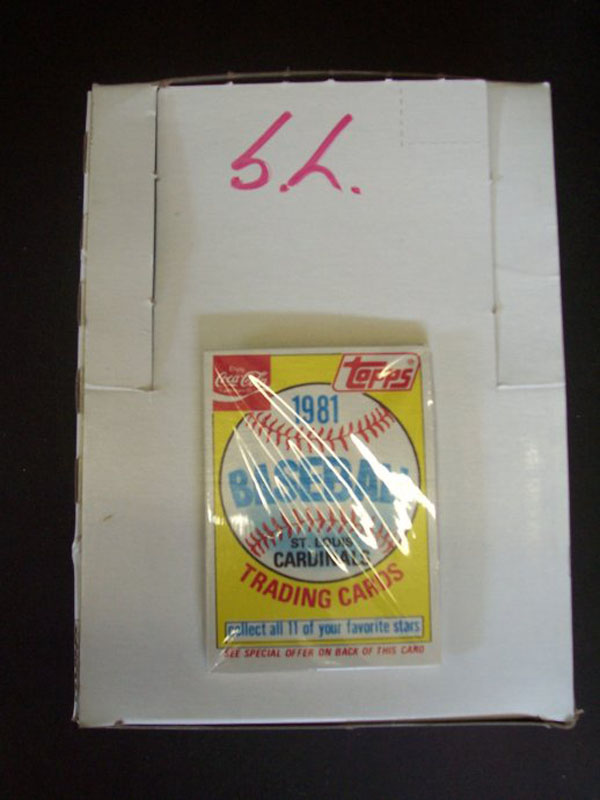 S.L.
Enjoy
Coca-Cola
Topps®
1981
BASEBALL
ST. LOUIS
CARDINALS
TRADING CARDS
collect all 11 of your favorite stars
SEE SPECIAL OFFER ON BACK OF THIS CARD